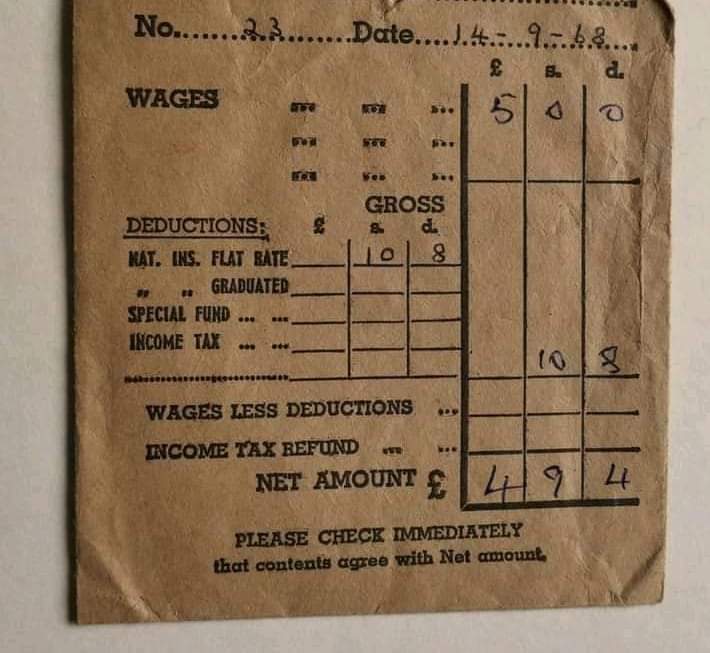 No.......23.......Date....14-9-68....
£ s. d.
WAGES ... ... ... 5 0 0
... ... ...
... ... ...
GROSS
DEDUCTIONS: £ s. d.
NAT. INS. FLAT RATE 10 8
„ „ GRADUATED
SPECIAL FUND ... ...
INCOME TAX ... ...
10 8
WAGES LESS DEDUCTIONS ...
INCOME TAX REFUND ... ...
NET AMOUNT £ 4 9 4
PLEASE CHECK IMMEDIATELY
that contents agree with Net amount.